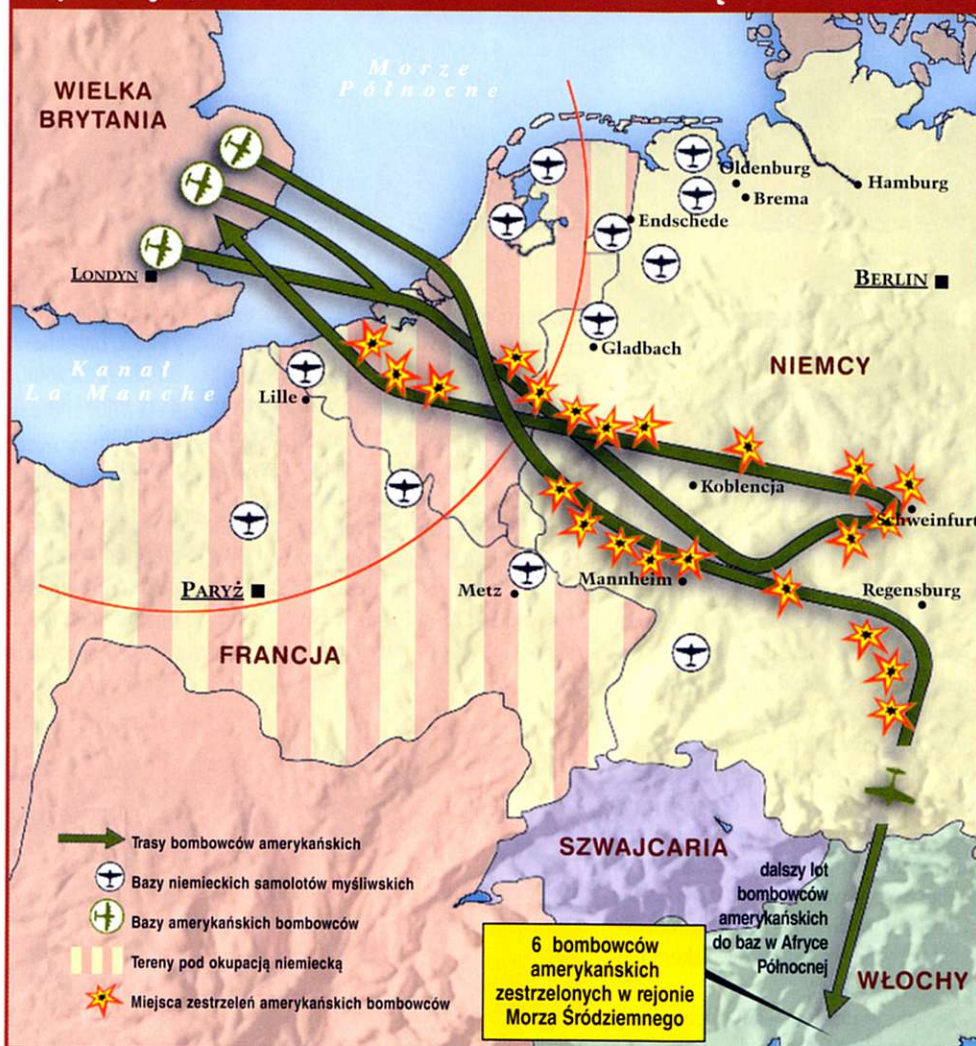 WIELKA
BRYTANIA
Morze
Północne
Oldenburg
Brema
Hamburg
Endschede
LONDYN
BERLIN
Gladbach
Kanał
La Manche
NIEMCY
Lille
Koblencja
Schweinfurt
PARYŻ
Metz
Mannheim
Regensburg
FRANCJA
SZWAJCARIA
WŁOCHY
dalszy lot
bombowców
amerykańskich
do baz w Afryce
Północnej
6 bombowców
amerykańskich
zestrzelonych w rejonie
Morza Śródziemnego
Trasy bombowców amerykańskich
Bazy niemieckich samolotów myśliwskich
Bazy amerykańskich bombowców
Tereny pod okupacją niemiecką
Miejsca zestrzeleń amerykańskich bombowców